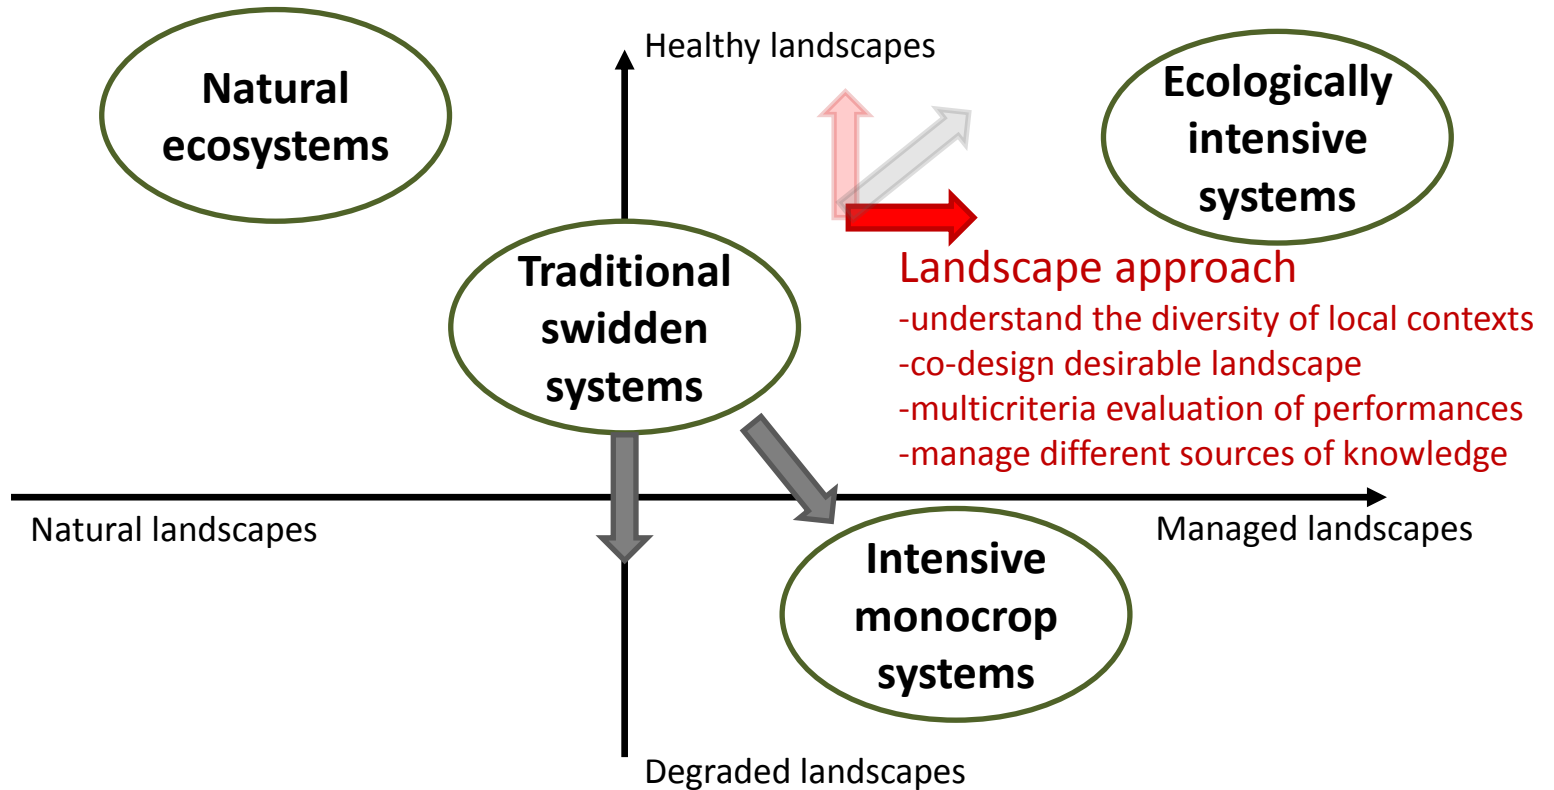 Healthy landscapes
Natural
ecosystems
Ecologically
intensive
systems
Traditional
swidden
systems
Landscape approach
-understand the diversity of local contexts
-co-design desirable landscape
-multicriteria evaluation of performances
-manage different sources of knowledge
Natural landscapes
Managed landscapes
Intensive
monocrop
systems
Degraded landscapes